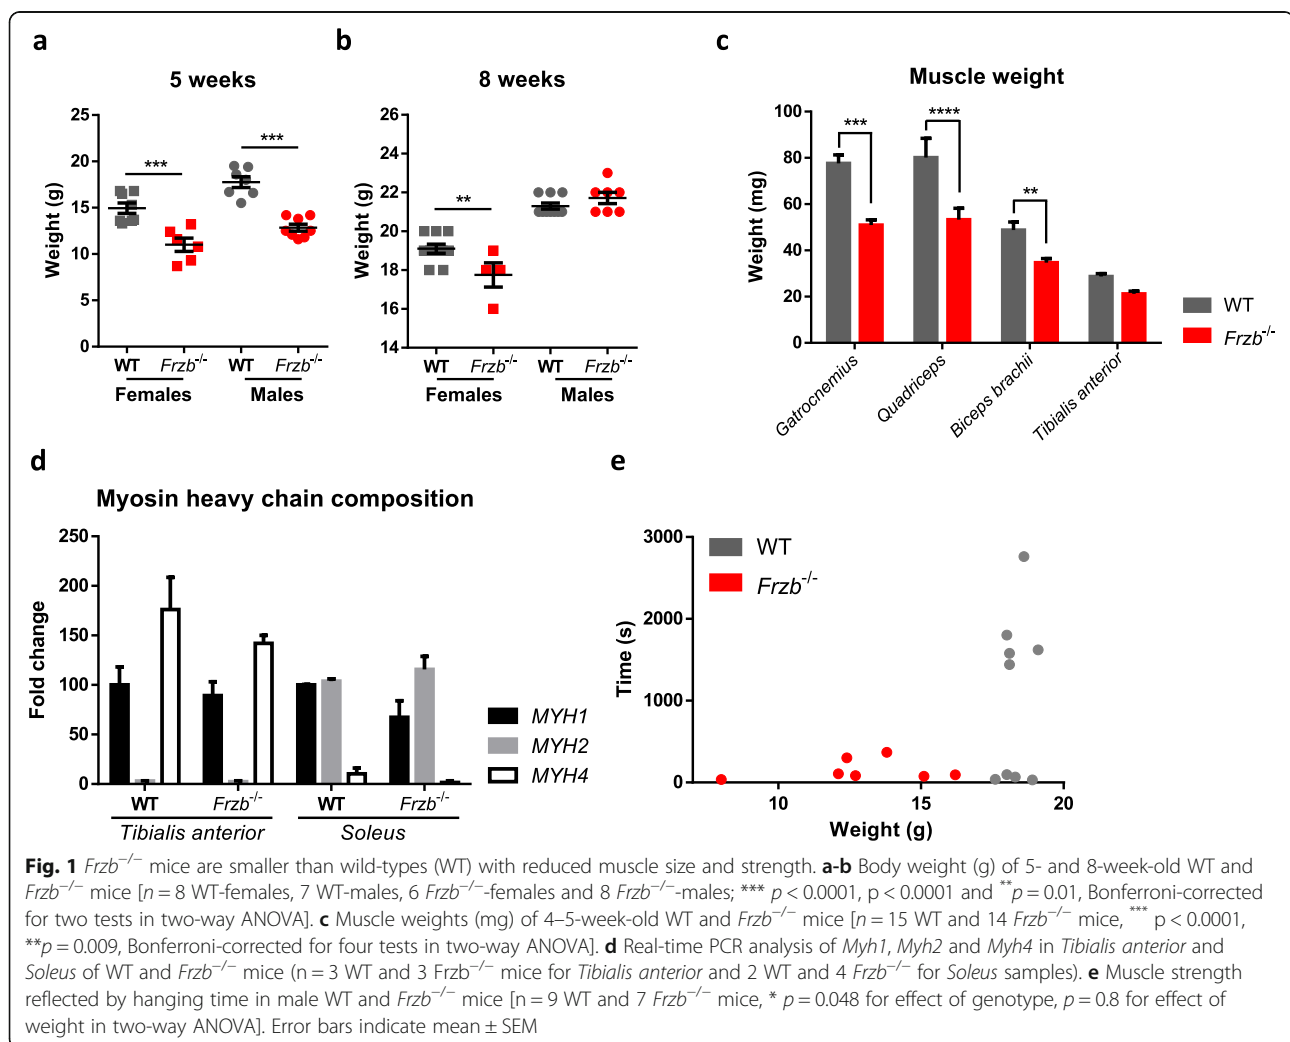 a
5 weeks
25
20
15
10
5
0
Weight (g)
***
***
WT Frzb-/- WT Frzb-/-
Females Males
b
8 weeks
26
24
22
20
18
16
14
Weight (g)
**
WT Frzb-/- WT Frzb-/-
Females Males
c
Muscle weight
100
80
60
40
20
0
Weight (mg)
***
****
**
Gatrocnemius
Quadriceps
Biceps brachii
Tibialis anterior
WT
Frzb-/-
d
Myosin heavy chain composition
250
200
150
100
50
0
Fold change
WT Frzb-/- WT Frzb-/-
Tibialis anterior Soleus
MYH1
MYH2
MYH4
e
WT
Frzb-/-
3000
2000
1000
0
Time (s)
10 15 20
Weight (g)
Fig. 1 Frzb−/− mice are smaller than wild-types (WT) with reduced muscle size and strength. a-b Body weight (g) of 5- and 8-week-old WT and
Frzb−/− mice [n = 8 WT-females, 7 WT-males, 6 Frzb−/−-females and 8 Frzb−/−-males; *** p < 0.0001, p < 0.0001 and **p = 0.01, Bonferroni-corrected
for two tests in two-way ANOVA]. c Muscle weights (mg) of 4–5-week-old WT and Frzb−/− mice [n = 15 WT and 14 Frzb−/− mice, *** p < 0.0001,
**p = 0.009, Bonferroni-corrected for four tests in two-way ANOVA]. d Real-time PCR analysis of Myh1, Myh2 and Myh4 in Tibialis anterior and
Soleus of WT and Frzb−/− mice (n = 3 WT and 3 Frzb−/− mice for Tibialis anterior and 2 WT and 4 Frzb−/− for Soleus samples). e Muscle strength
reflected by hanging time in male WT and Frzb−/− mice [n = 9 WT and 7 Frzb−/− mice, * p = 0.048 for effect of genotype, p = 0.8 for effect of
weight in two-way ANOVA]. Error bars indicate mean ± SEM